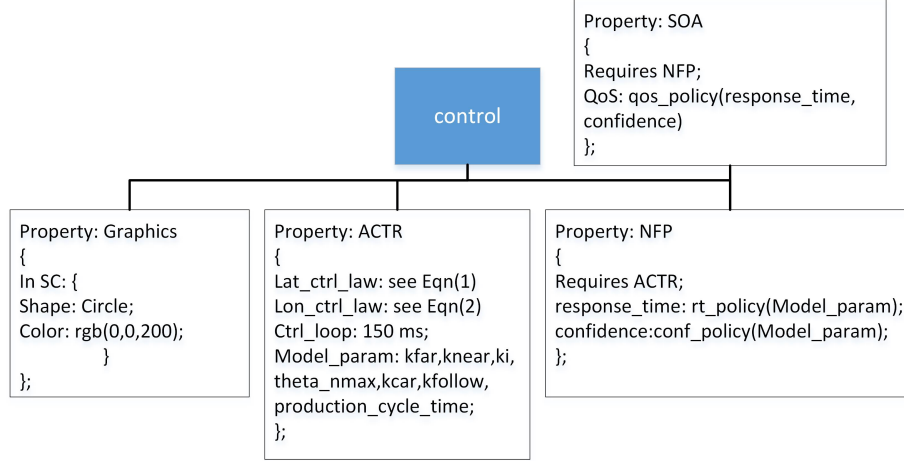 control
Property: SOA
{
Requires NFP;
QoS: qos_policy(response_time,
confidence)
};
Property: Graphics
{
In SC: {
Shape: Circle;
Color: rgb(0,0,200);
}
};
Property: ACTR
{
Lat_ctrl_law: see Eqn(1)
Lon_ctrl_law: see Eqn(2)
Ctrl_loop: 150 ms;
Model_param: kfar,knear,ki,
theta_nmax,kcar,kfollow,
production_cycle_time;
};
Property: NFP
{
Requires ACTR;
response_time: rt_policy(Model_param);
confidence:conf_policy(Model_param);
};